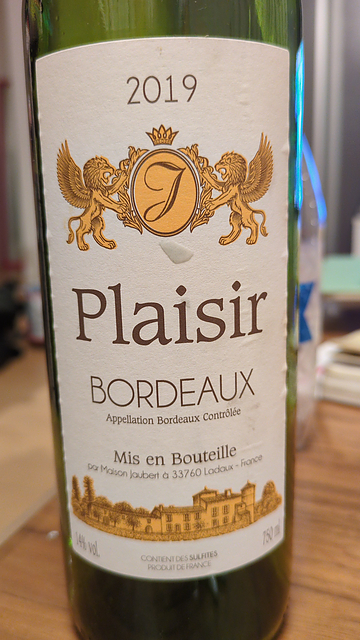 2019
J
Plaisir
BORDEAUX
Appellation Bordeaux Contrôlée
Mis en Bouteille
par Maison Jaubert à 33760 Ladaux - France
14% vol.
750 ml
CONTIENT DES SULFITES
PRODUIT DE FRANCE